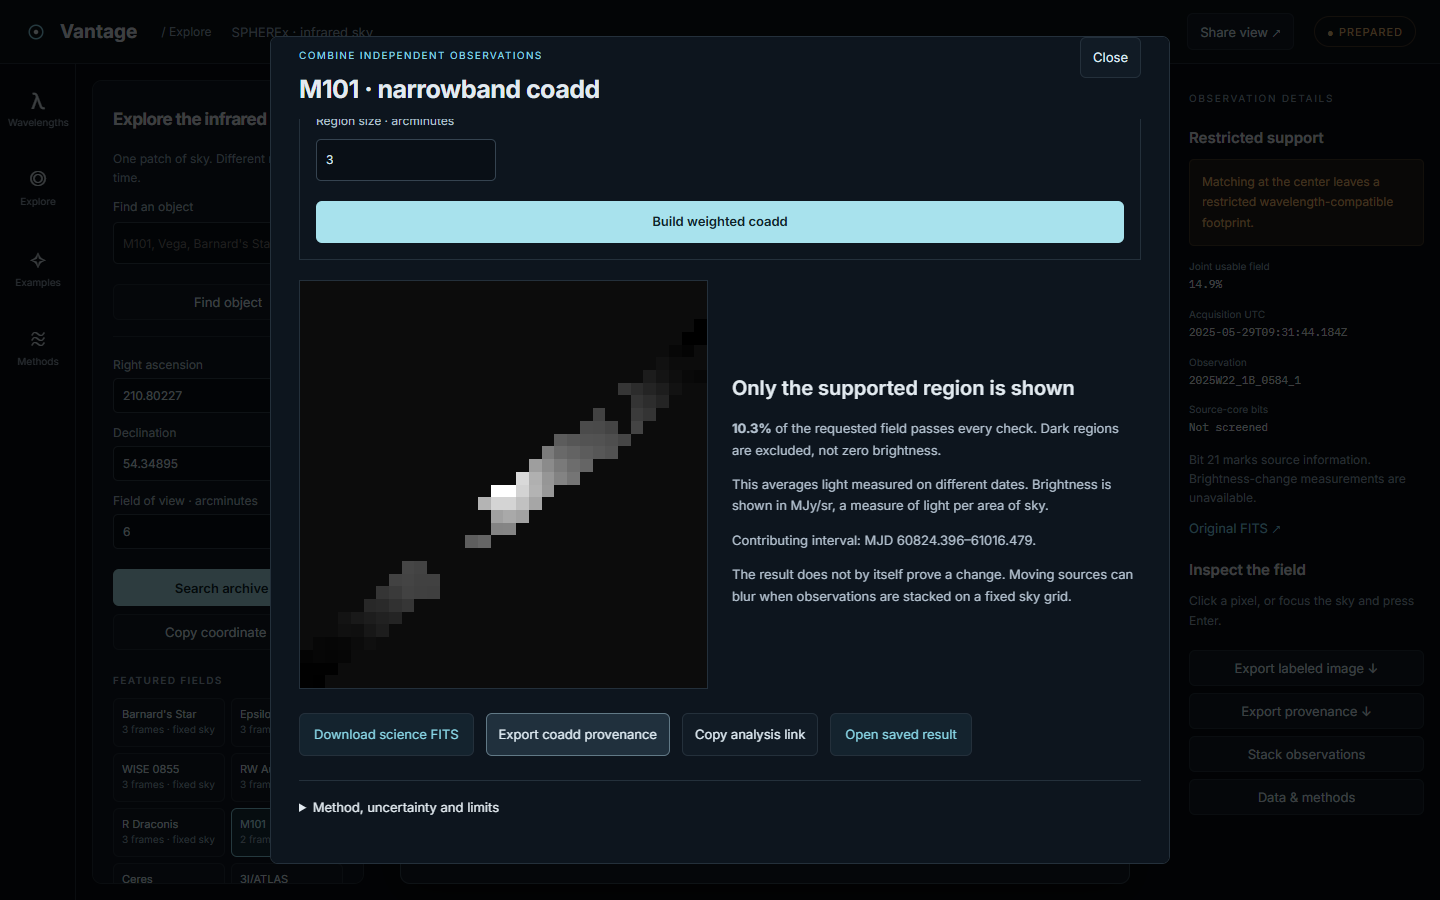 Vantage
/ Explore
SPHEREx · infrared sky
Share view ↗
● PREPARED
λ
Wavelengths
Explore
Examples
Methods
Explore the infrared
One patch of sky. Different
time.
Find an object
M101, Vega, Barnard's Sta
Find object
Right ascension
210.80227
Declination
54.34895
Field of view · arcminutes
6
Search archive
Copy coordinate
FEATURED FIELDS
Barnard's Star
3 frames · fixed sky
Epsilo
3 fram
WISE 0855
3 frames · fixed sky
RW A
3 fram
R Draconis
3 frames · fixed sky
M101
2 fram
Ceres
3I/ATLAS
COMBINE INDEPENDENT OBSERVATIONS
M101 · narrowband coadd
Close
Region size · arcminutes
3
Build weighted coadd
Only the supported region is shown
10.3% of the requested field passes every check. Dark regions
are excluded, not zero brightness.
This averages light measured on different dates. Brightness is
shown in MJy/sr, a measure of light per area of sky.
Contributing interval: MJD 60824.396–61016.479.
The result does not by itself prove a change. Moving sources can
blur when observations are stacked on a fixed sky grid.
Download science FITS
Export coadd provenance
Copy analysis link
Open saved result
▶ Method, uncertainty and limits
OBSERVATION DETAILS
Restricted support
Matching at the center leaves a
restricted wavelength-compatible
footprint.
Joint usable field
14.9%
Acquisition UTC
2025-05-29T09:31:44.184Z
Observation
2025W22_1B_0584_1
Source-core bits
Not screened
Bit 21 marks source information.
Brightness-change measurements are
unavailable.
Original FITS ↗
Inspect the field
Click a pixel, or focus the sky and press
Enter.
Export labeled image ↓
Export provenance ↓
Stack observations
Data & methods